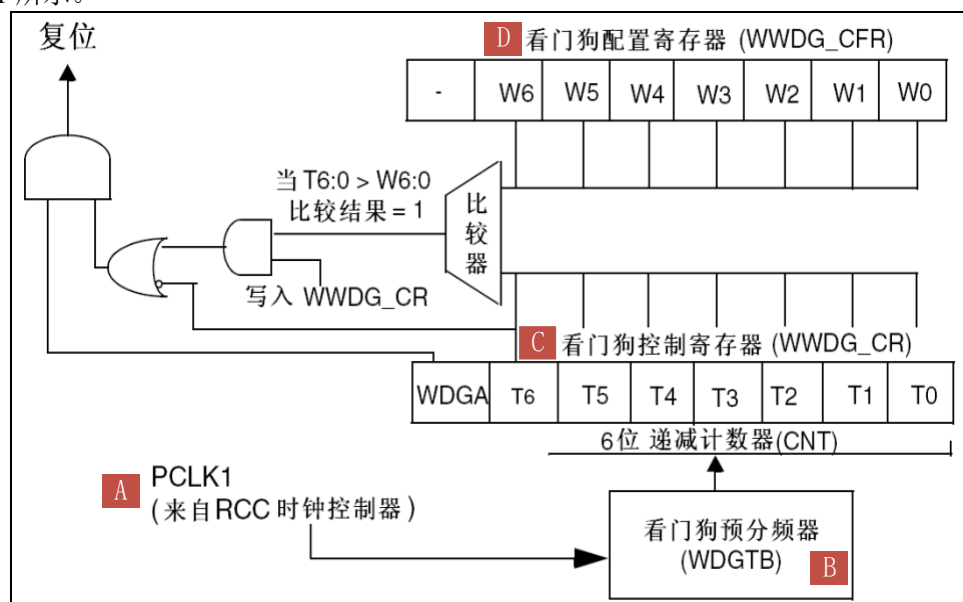 复位
D 看门狗配置寄存器 (WWDG_CFR)
- W6 W5 W4 W3 W2 W1 W0
当 T6:0 > W6:0
比较结果 = 1
比较器
写入 WWDG_CR
C 看门狗控制寄存器 (WWDG_CR)
WDGA T6 T5 T4 T3 T2 T1 T0
6位 递减计数器(CNT)
A PCLK1
(来自RCC 时钟控制器)
看门狗预分频器
(WDGTB) B